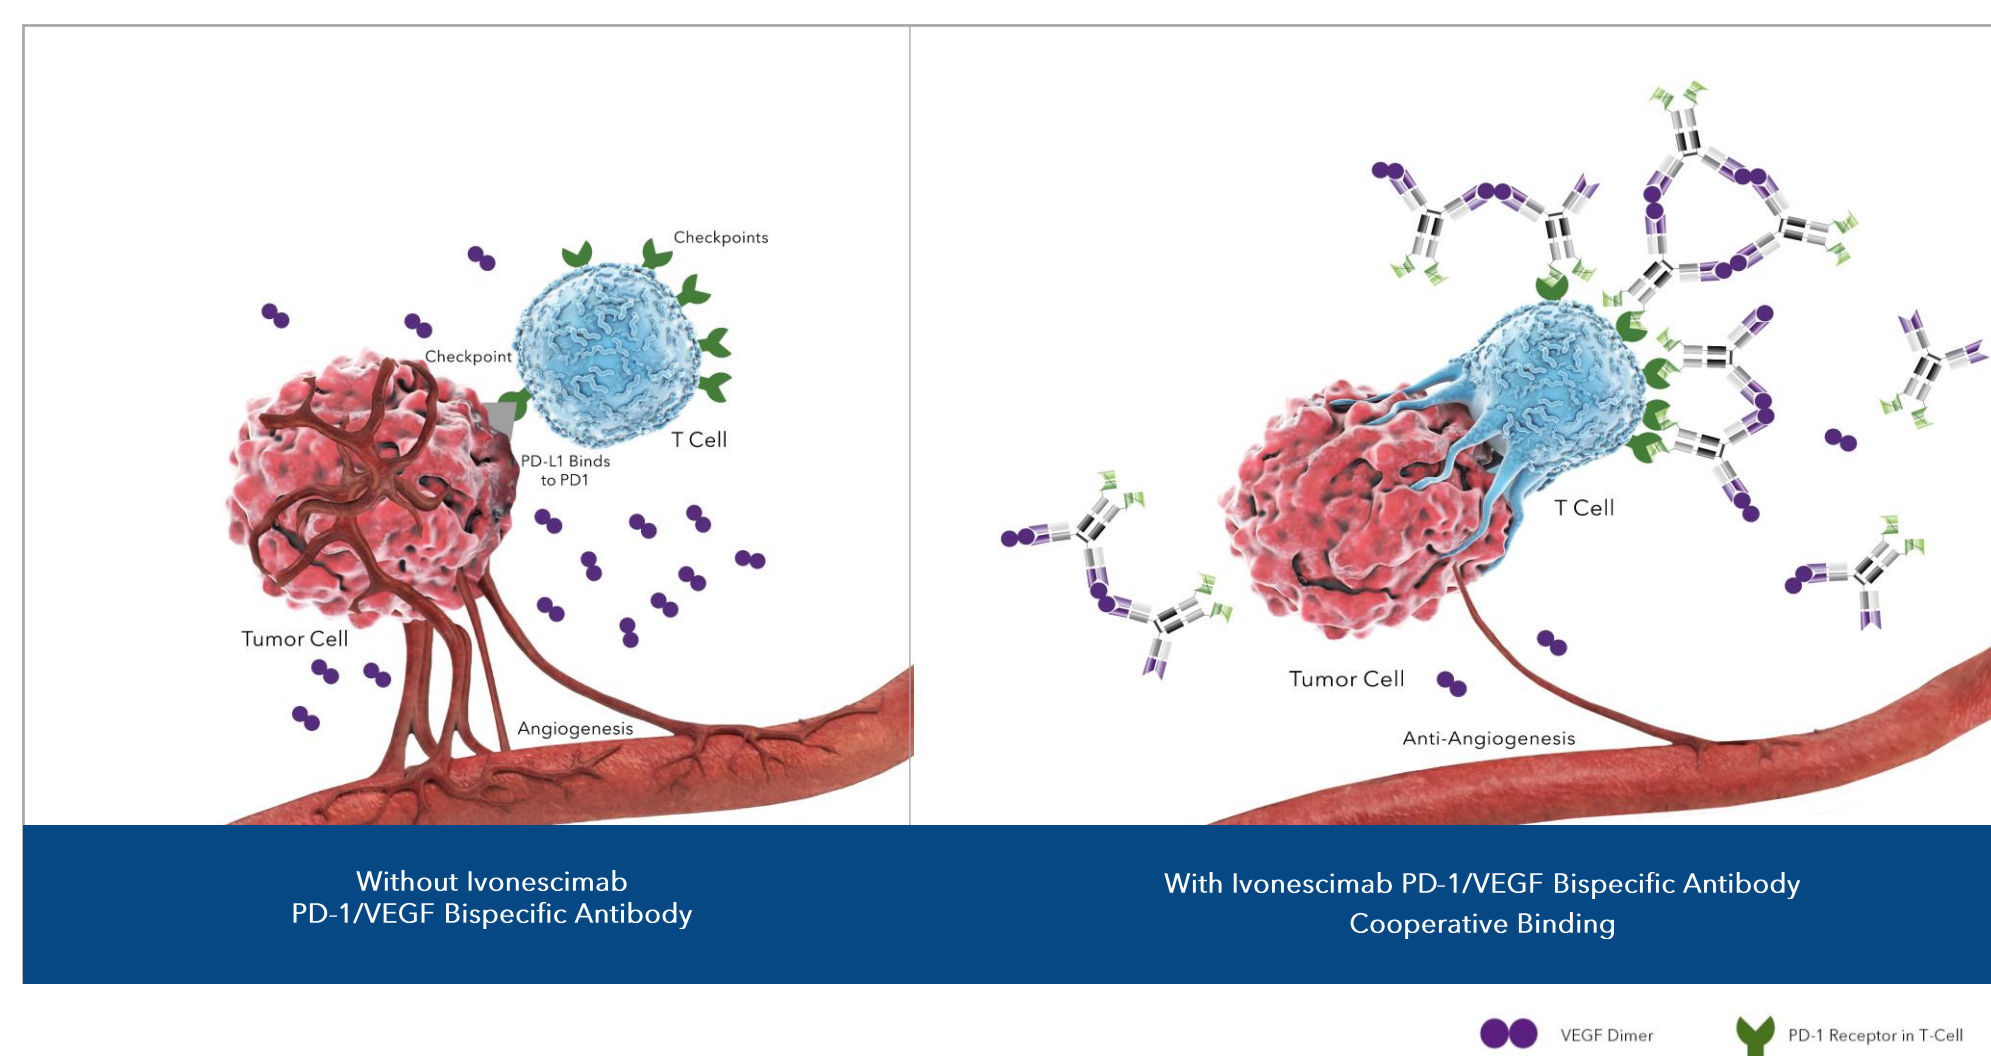 Checkpoints
Checkpoint
T Cell
PD-L1 Binds
to PD1
Tumor Cell
Angiogenesis
T Cell
Tumor Cell
Anti-Angiogenesis
Without Ivonescimab
PD-1/VEGF Bispecific Antibody
With Ivonescimab PD-1/VEGF Bispecific Antibody
Cooperative Binding
VEGF Dimer
PD-1 Receptor in T-Cell